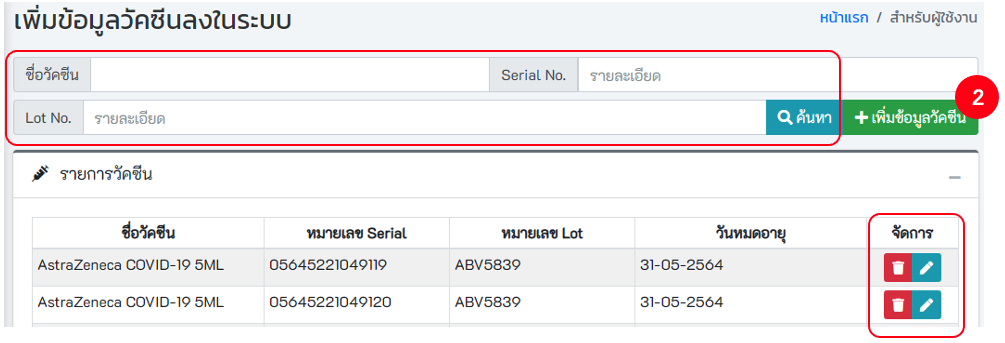 เพิ่มข้อมูลวัคซีนลงในระบบ
หน้าแรก / สำหรับผู้ใช้งาน
ชื่อวัคซีน Serial No. รายละเอียด
2
Lot No. รายละเอียด ค้นหา เพิ่มข้อมูลวัคซีน
รายการวัคซีน
ชื่อวัคซีน หมายเลข Serial หมายเลข Lot วันหมดอายุ จัดการ
AstraZeneca COVID-19 5ML 05645221049119 ABV5839 31-05-2564
AstraZeneca COVID-19 5ML 05645221049120 ABV5839 31-05-2564